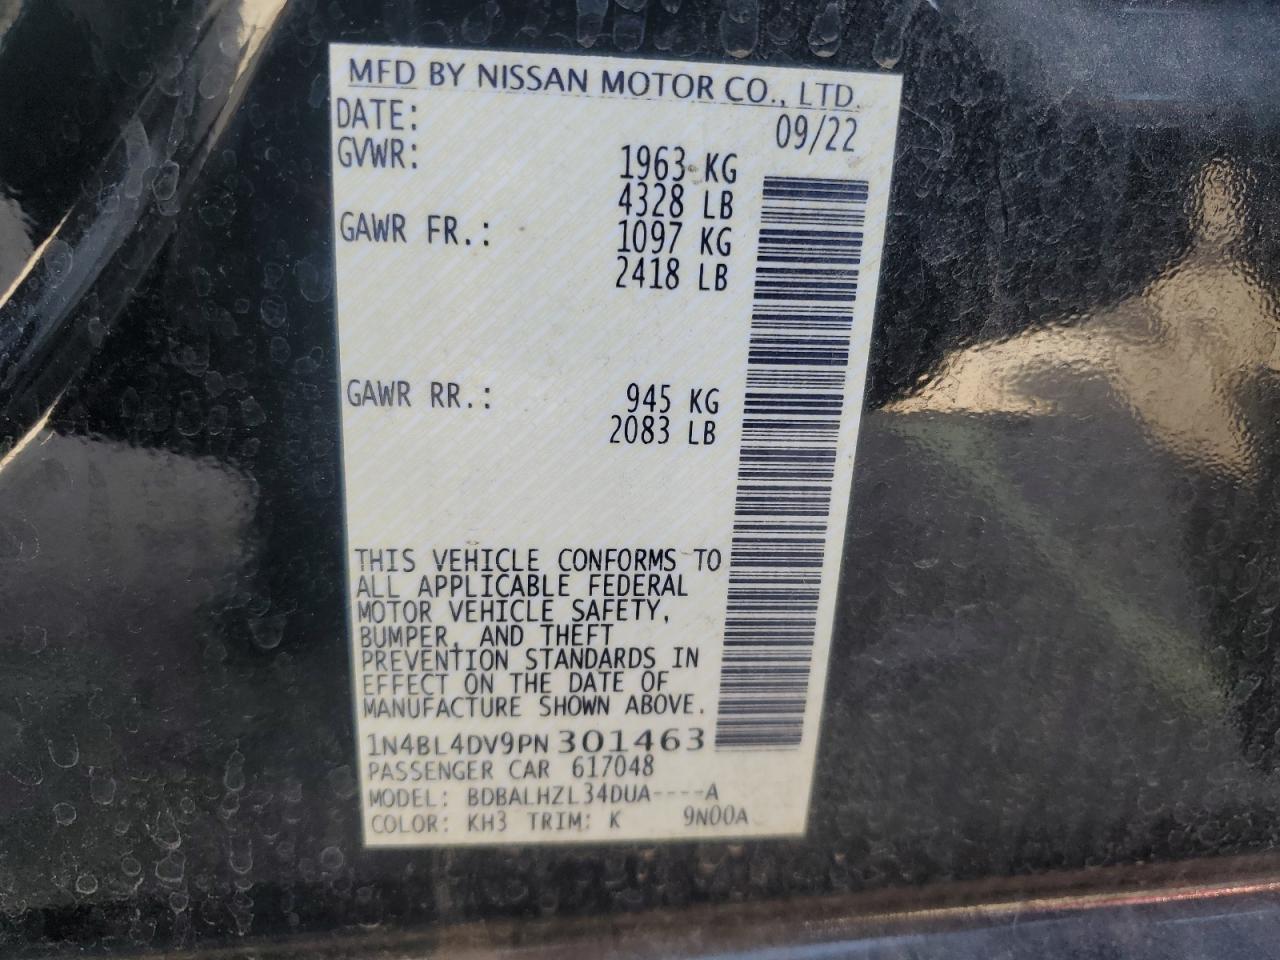 MFD BY NISSAN MOTOR CO., LTD.
DATE: 09/22
GVWR: 1963 KG
4328 LB
GAWR FR.: 1097 KG
2418 LB
GAWR RR.: 945 KG
2083 LB
THIS VEHICLE CONFORMS TO
ALL APPLICABLE FEDERAL
MOTOR VEHICLE SAFETY,
BUMPER, AND THEFT
PREVENTION STANDARDS IN
EFFECT ON THE DATE OF
MANUFACTURE SHOWN ABOVE.
1N4BL4DV9PN301463
PASSENGER CAR 617048
MODEL: BDBALHZL34DUA----A
COLOR: KH3 TRIM: K 9N00A